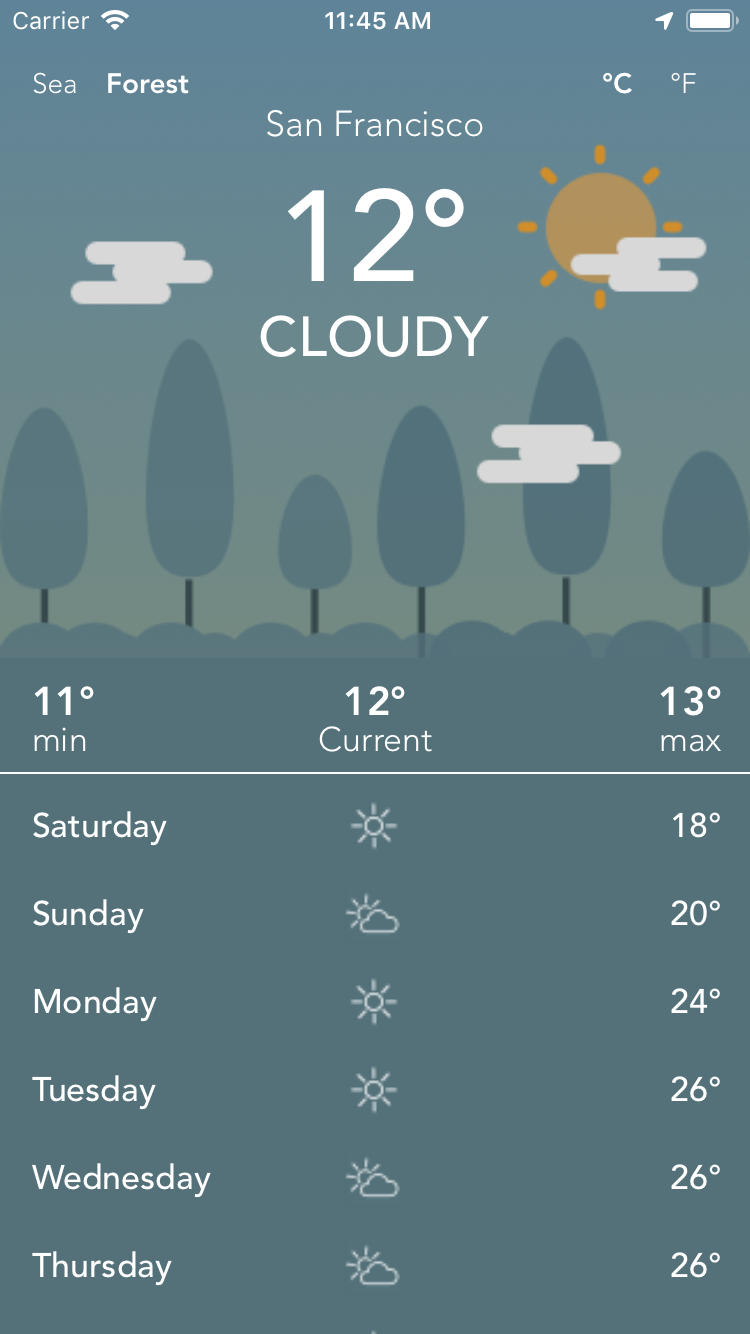 Carrier 11:45 AM
Sea Forest °C °F
San Francisco
12°
CLOUDY
11° 12° 13°
min Current max
Saturday 18°
Sunday 20°
Monday 24°
Tuesday 26°
Wednesday 26°
Thursday 26°